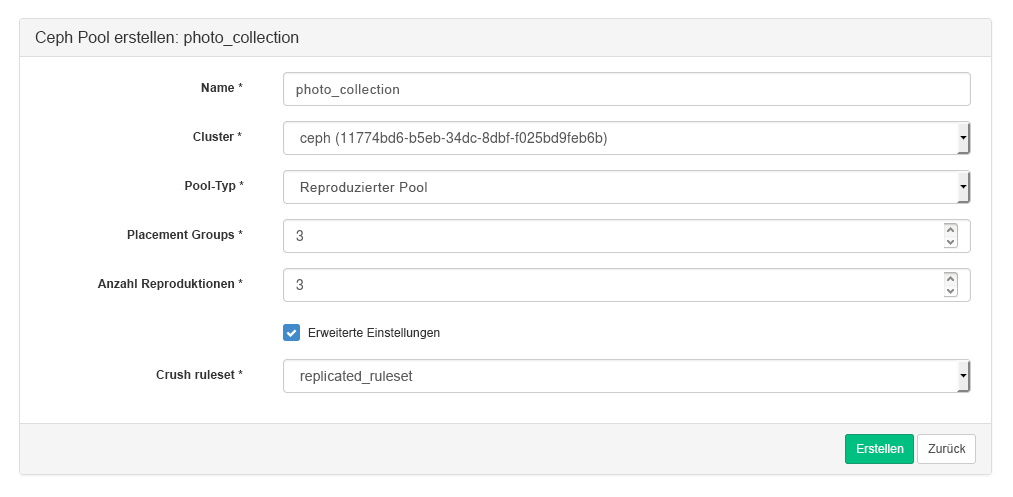 Ceph Pool erstellen: photo_collection
Name * photo_collection
Cluster * ceph (11774bd6-b5eb-34dc-8dbf-f025bd9feb6b)
Pool-Typ * Reproduzierter Pool
Placement Groups * 3
Anzahl Reproduktionen * 3
Erweiterte Einstellungen
Crush ruleset * replicated_ruleset
Erstellen Zurück